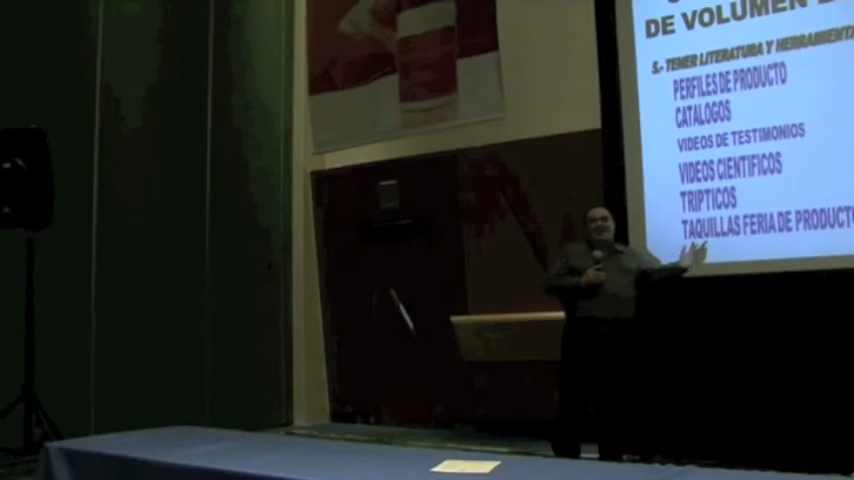 DE VOLUMEN
5.- TENER LITERATURA Y
PERFILES DE PRODUCTO
CATALOGOS
VIDEOS DE TESTIMONIOS
VIDEOS CIENTIFICOS
TRIPTICOS
TAQUILLAS FERIA DE PRODUCTO